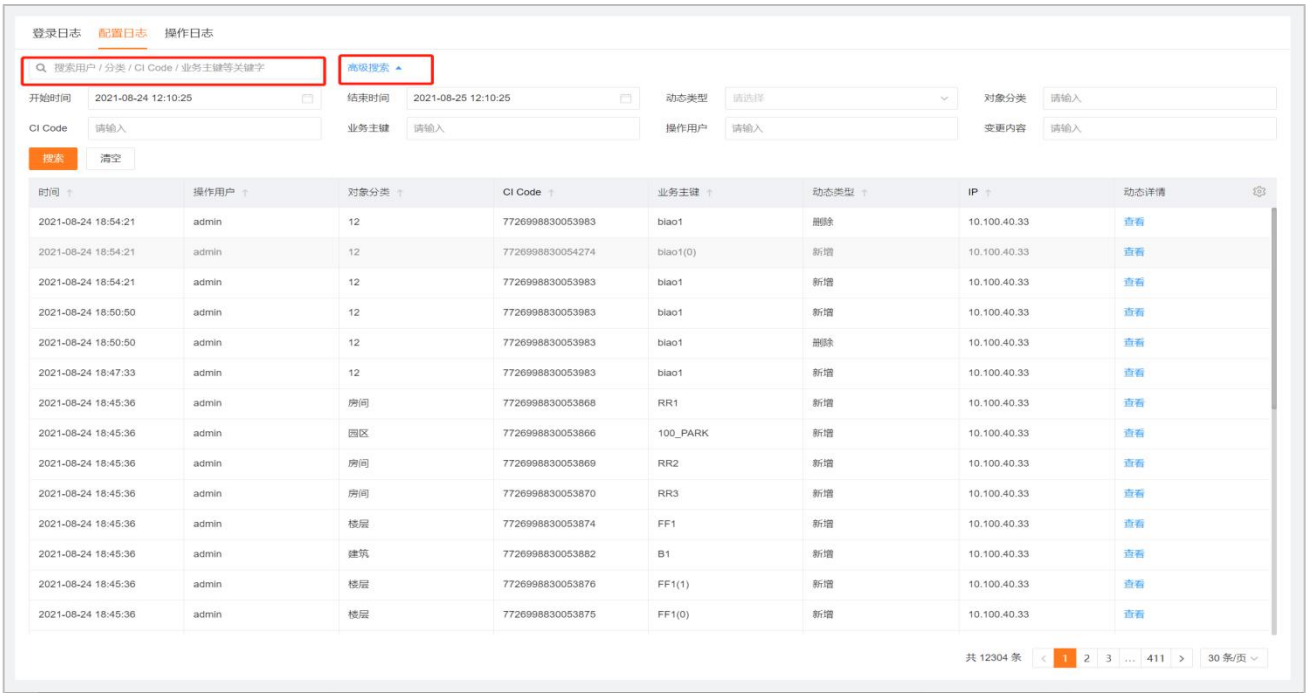 登录日志 配置日志 操作日志
搜索用户 / 分类 / CI Code / 业务主键等关键字 高级搜索
开始时间 2021-08-24 12:10:25 结束时间 2021-08-25 12:10:25 动态类型 请选择 对象分类 请输入
CI Code 请输入 业务主键 请输入 操作用户 请输入 变更内容 请输入
搜索 清空
时间 操作用户 对象分类 CI Code 业务主键 动态类型 IP 动态详情
2021-08-24 18:54:21 admin 12 7726998830053983 biao1 删除 10.100.40.33 查看
2021-08-24 18:54:21 admin 12 7726998830054274 biao1(0) 新增 10.100.40.33 查看
2021-08-24 18:54:21 admin 12 7726998830053983 biao1 新增 10.100.40.33 查看
2021-08-24 18:50:50 admin 12 7726998830053983 biao1 新增 10.100.40.33 查看
2021-08-24 18:50:50 admin 12 7726998830053983 biao1 删除 10.100.40.33 查看
2021-08-24 18:47:33 admin 12 7726998830053983 biao1 新增 10.100.40.33 查看
2021-08-24 18:45:36 admin 房间 7726998830053868 RR1 新增 10.100.40.33 查看
2021-08-24 18:45:36 admin 园区 7726998830053866 100_PARK 新增 10.100.40.33 查看
2021-08-24 18:45:36 admin 房间 7726998830053869 RR2 新增 10.100.40.33 查看
2021-08-24 18:45:36 admin 房间 7726998830053870 RR3 新增 10.100.40.33 查看
2021-08-24 18:45:36 admin 楼层 7726998830053874 FF1 新增 10.100.40.33 查看
2021-08-24 18:45:36 admin 建筑 7726998830053882 B1 新增 10.100.40.33 查看
2021-08-24 18:45:36 admin 楼层 7726998830053876 FF1(1) 新增 10.100.40.33 查看
2021-08-24 18:45:36 admin 楼层 7726998830053875 FF1(0) 新增 10.100.40.33 查看
共 12304 条 < 1 2 3 ... 411 > 30 条/页